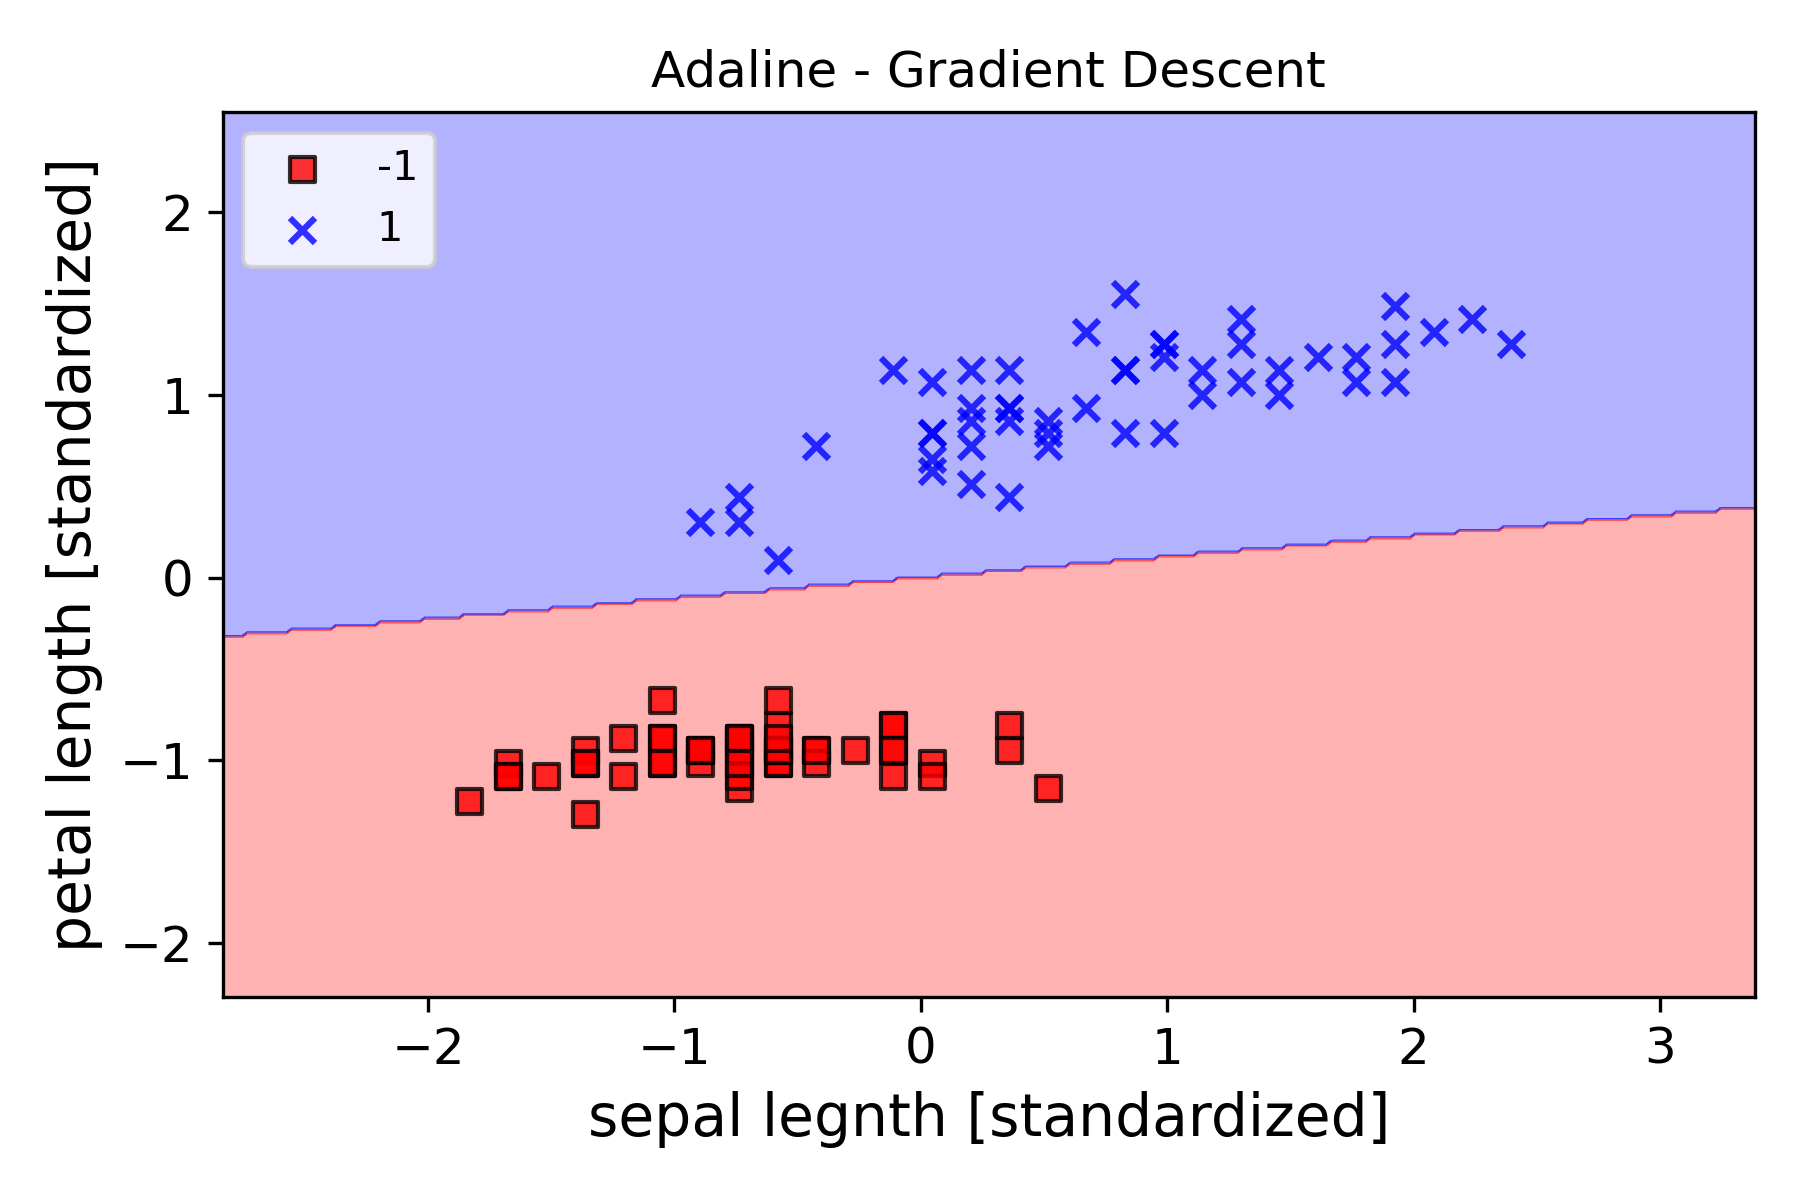 Adaline - Gradient Descent
-1
1
petal length [standardized]
2
1
0
−1
−2
−2 −1 0 1 2 3
sepal legnth [standardized]